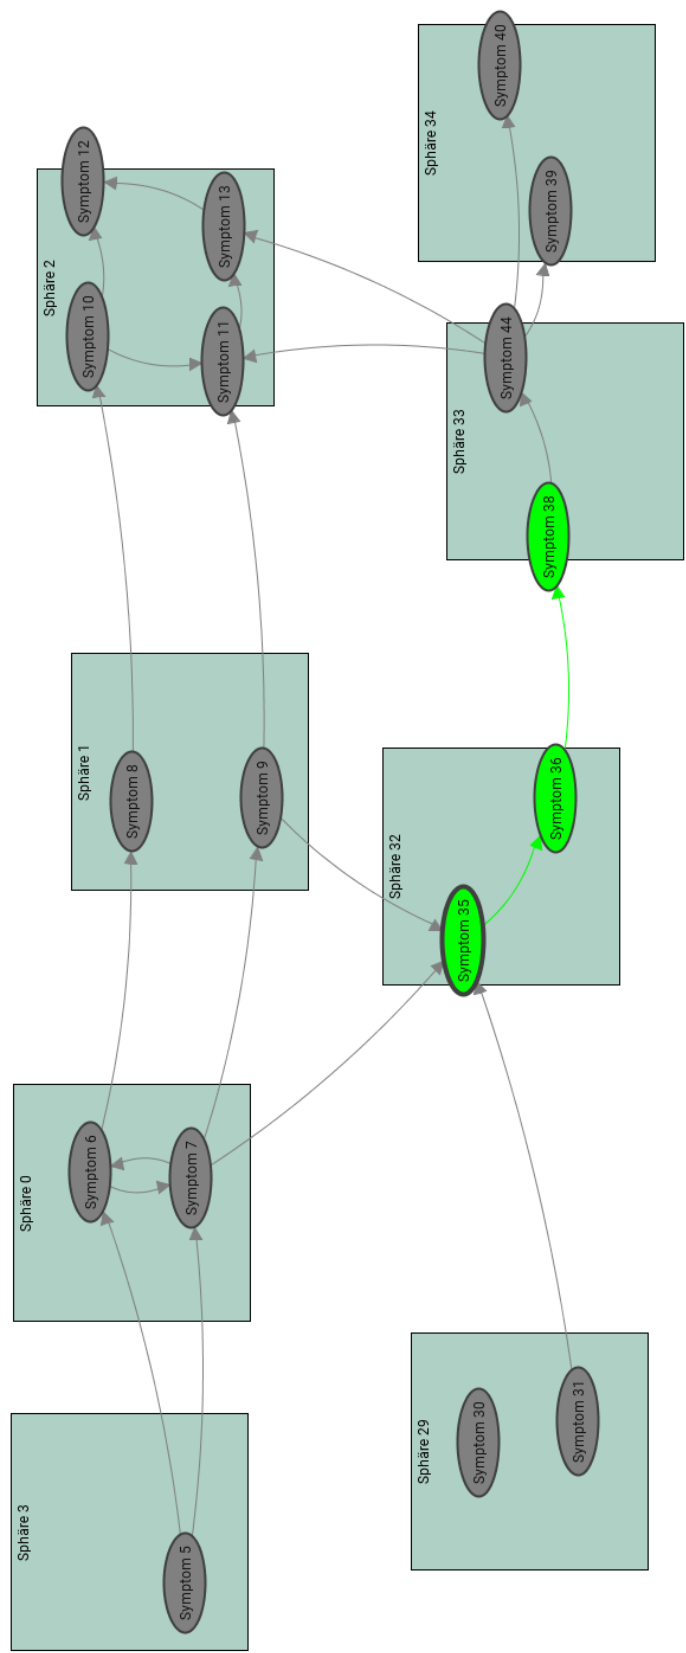 Sphäre 3
Symptom 5
Sphäre 0
Symptom 6
Symptom 7
Sphäre 1
Symptom 8
Symptom 9
Sphäre 2
Symptom 10
Symptom 11
Symptom 12
Symptom 13
Sphäre 29
Symptom 30
Symptom 31
Sphäre 32
Symptom 35
Symptom 36
Sphäre 33
Symptom 38
Symptom 44
Sphäre 34
Symptom 39
Symptom 40